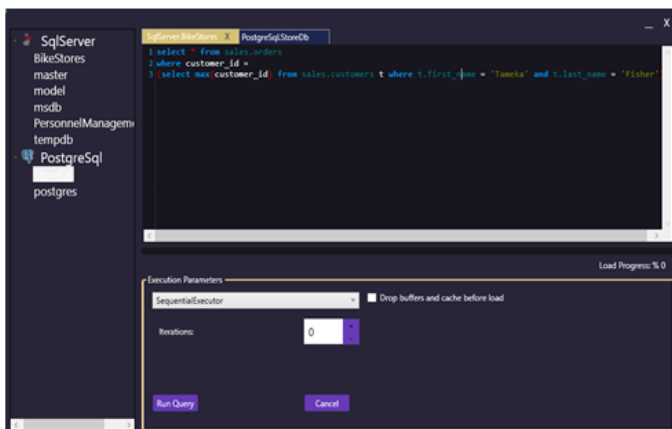 SqlServer
BikeStores
master
model
msdb
PersonnelManagem
tempdb
PostgreSql
postgres
_ X
SqlServer.BikeStores X PostgreSql.StoreDb
1 select * from sales.orders
2 where customer_id =
3 (select max(customer_id) from sales.customers t where t.first_name = 'Tameka' and t.last_name = 'Fisher'
Load Progress: % 0
Execution Parameters
SequentialExecutor
Drop buffers and cache before load
Iterations:
0
Run Query
Cancel